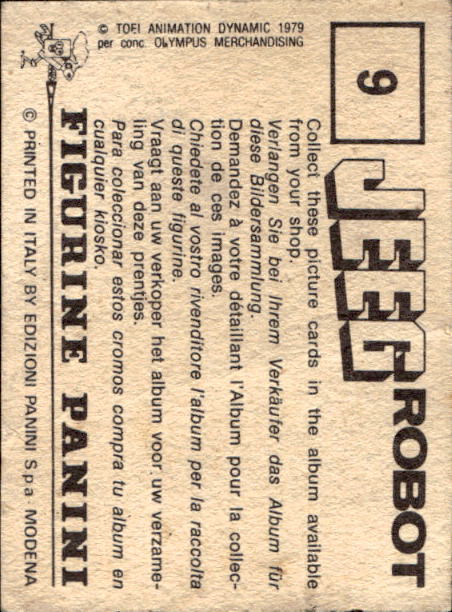 9
JEEG ROBOT
Collect these picture cards in the album available
from your shop.
Verlangen Sie bei Ihrem Verkäufer das Album für
diese Bildersammlung.
Demandez à votre détaillant l'Album pour la collec-
tion de ces images.
Chiedete al vostro rivenditore l'album per la raccolta
di queste figurine.
Vraagt aan uw verkoper het album voor uw verzame-
ling van deze prentjes.
Para coleccionar estos cromos compra tu album en
cualquier kiosko.
FIGURINE PANINI
© PRINTED IN ITALY BY EDIZIONI PANINI S.p.a MODENA
© TOEI ANIMATION DYNAMIC 1979
per conc. OLYMPUS MERCHANDISING